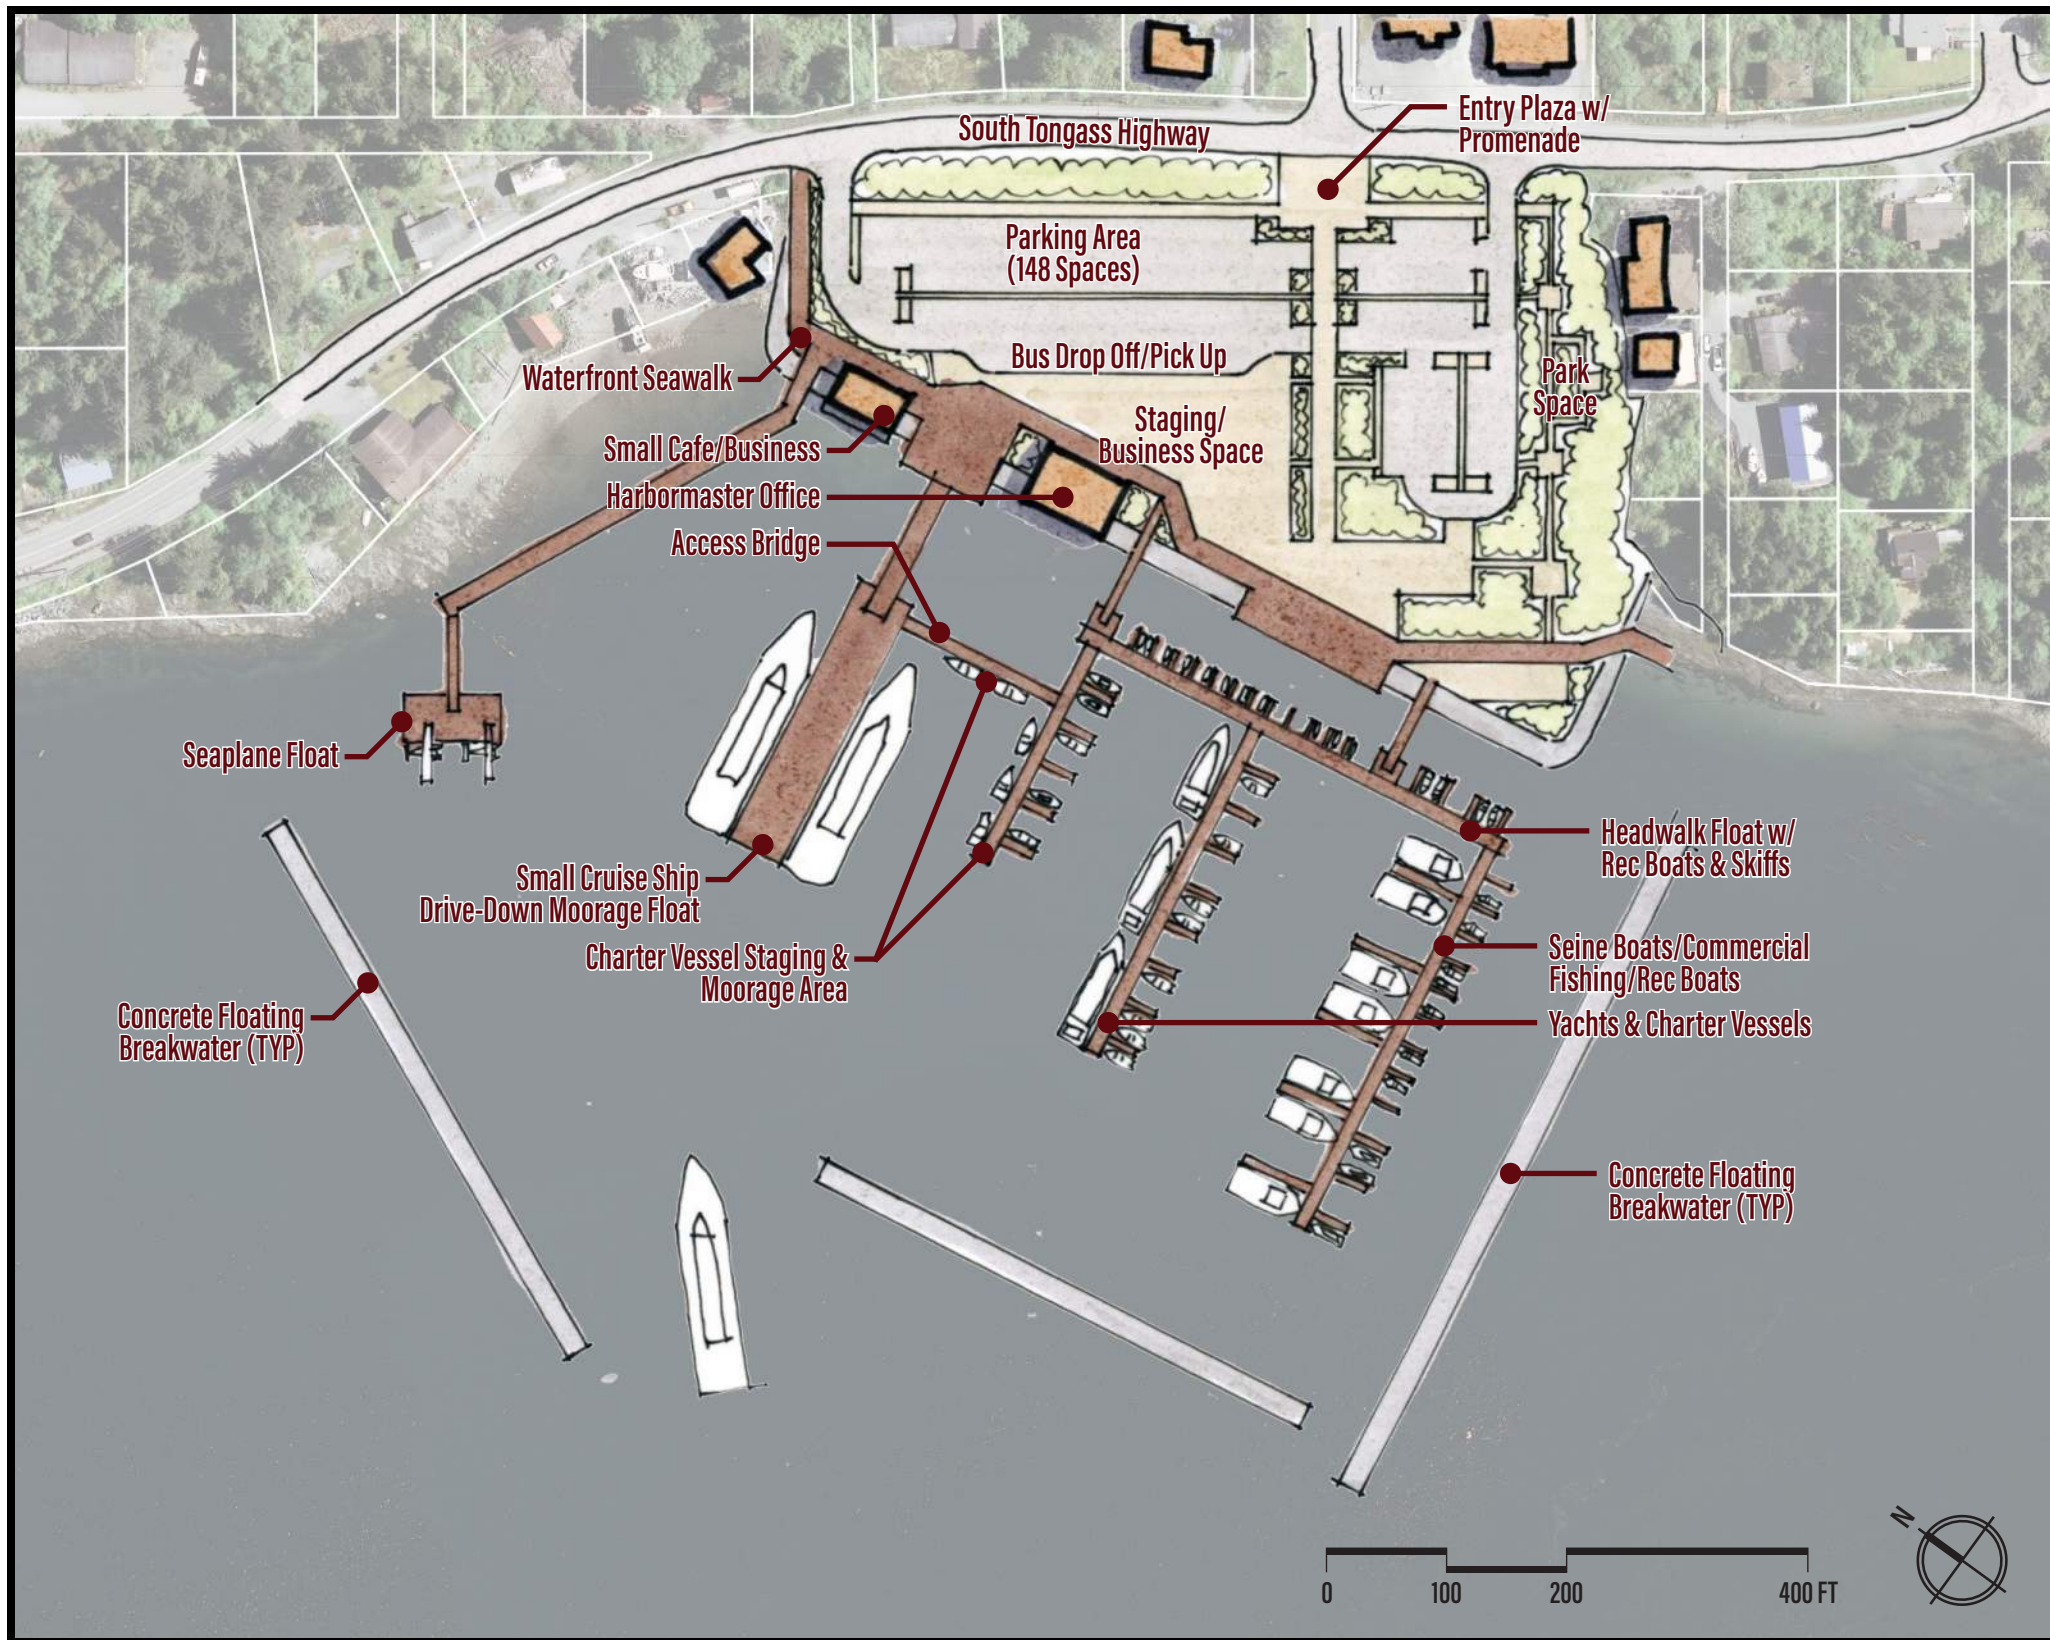 South Tongass Highway
Entry Plaza w/
Promenade
Parking Area
(148 Spaces)
Bus Drop Off/Pick Up
Park
Space
Waterfront Seawalk
Staging/
Business Space
Small Cafe/Business
Harbormaster Office
Access Bridge
Seaplane Float
Small Cruise Ship
Drive-Down Moorage Float
Headwalk Float w/
Rec Boats & Skiffs
Charter Vessel Staging &
Moorage Area
Seine Boats/Commercial
Fishing/Rec Boats
Yachts & Charter Vessels
Concrete Floating
Breakwater (TYP)
Concrete Floating
Breakwater (TYP)
N
0 100 200 400 FT